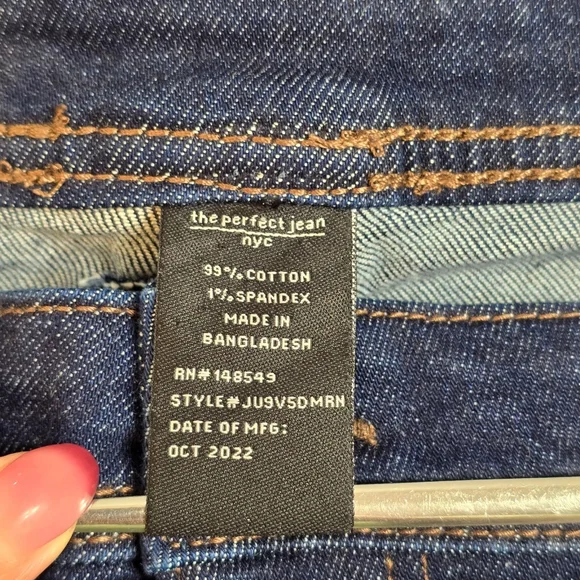 the perfect jean
nyc
99% COTTON
1% SPANDEX
MADE IN
BANGLADESH
RN# 148549
STYLE# JU9V5DMRN
DATE OF MFG:
OCT 2022